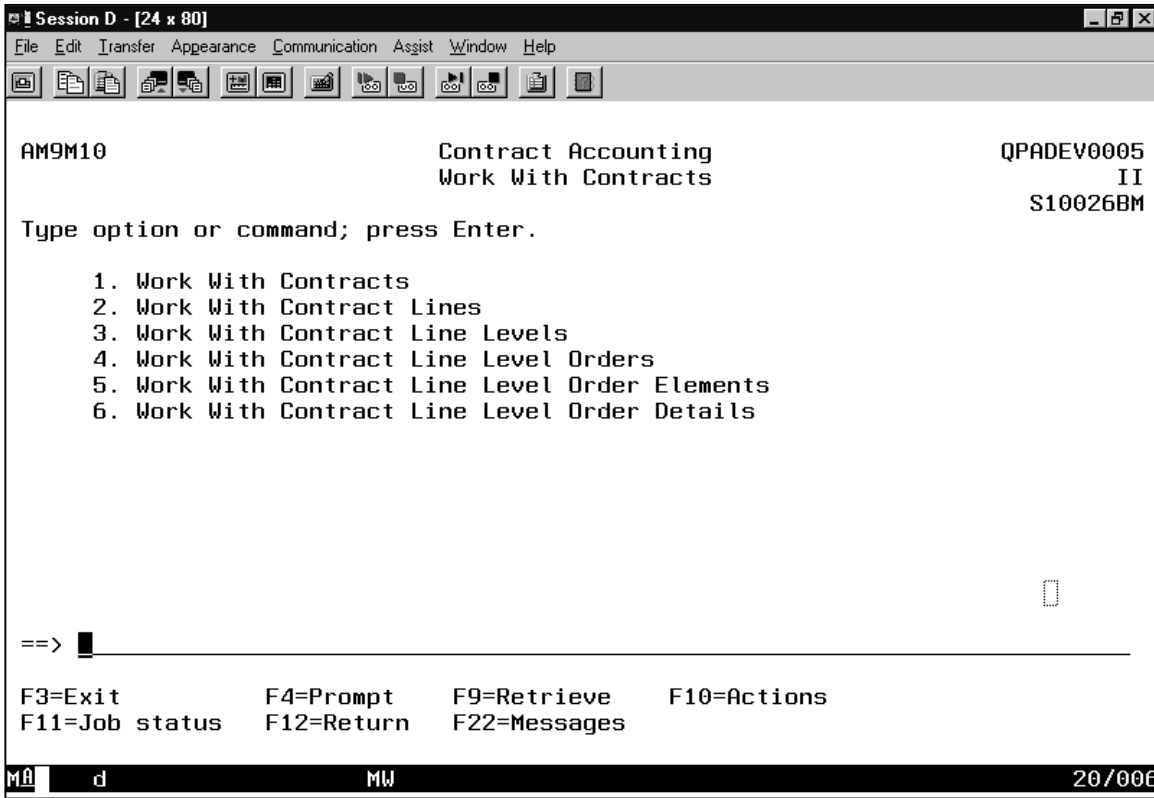 Session D - [24 x 80]
File Edit Transfer Appearance Communication Assist Window Help
AM9M10 Contract Accounting QPADEV0005
Work With Contracts II
S10026BM
Type option or command; press Enter.
1. Work With Contracts
2. Work With Contract Lines
3. Work With Contract Line Levels
4. Work With Contract Line Level Orders
5. Work With Contract Line Level Order Elements
6. Work With Contract Line Level Order Details
==>
F3=Exit F4=Prompt F9=Retrieve F10=Actions
F11=Job status F12=Return F22=Messages
MA d MW 20/006